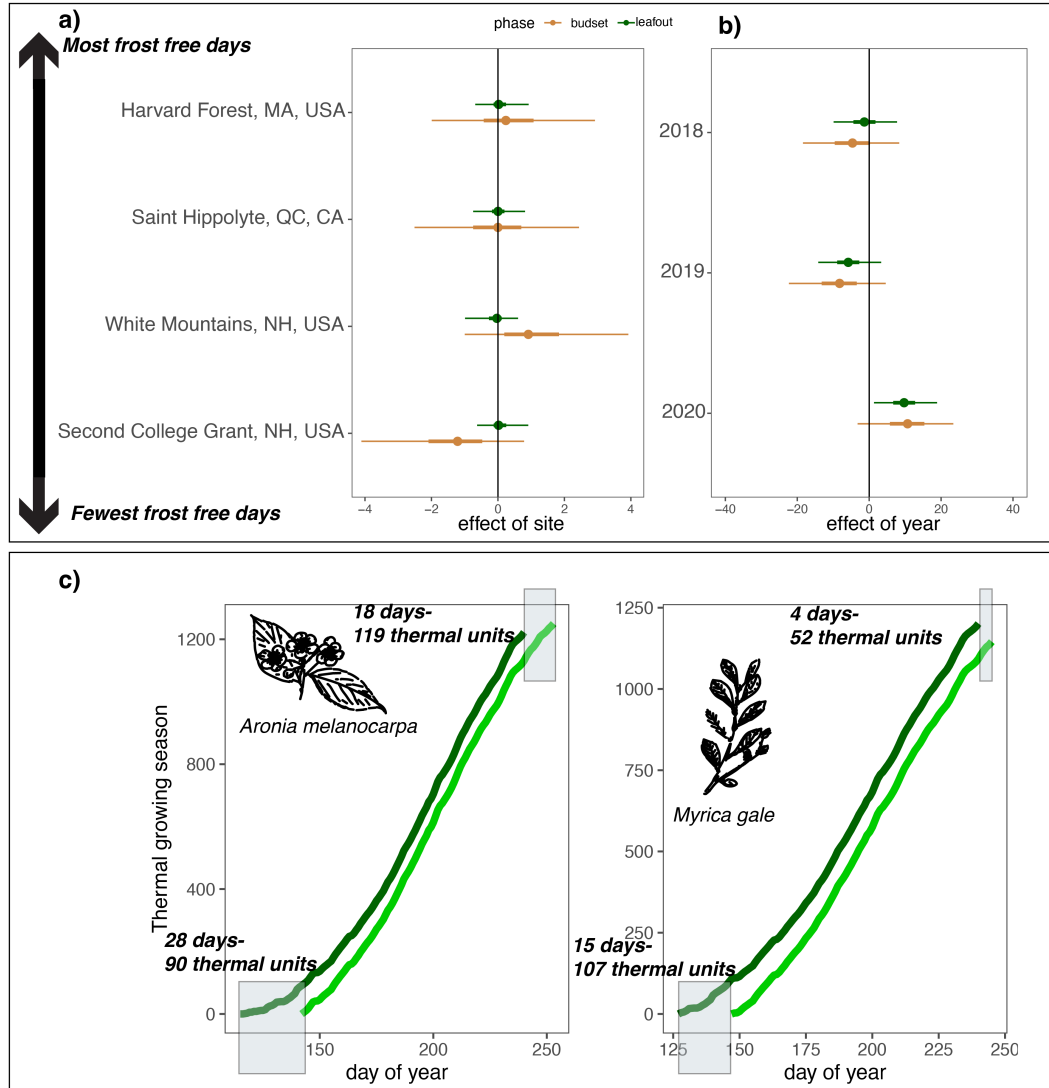 a)
phase budset leafout
b)
Most frost free days
Harvard Forest, MA, USA
Saint Hippolyte, QC, CA
White Mountains, NH, USA
Second College Grant, NH, USA
Fewest frost free days
−4 −2 0 2 4
effect of site
2018
2019
2020
−40 −20 0 20 40
effect of year
c)
18 days-
119 thermal units
Aronia melanocarpa
Thermal growing season
1200
800
400
0
28 days-
90 thermal units
150 200 250
day of year
4 days-
52 thermal units
Myrica gale
1250
1000
750
500
250
0
15 days-
107 thermal units
125 150 175 200 225 250
day of year